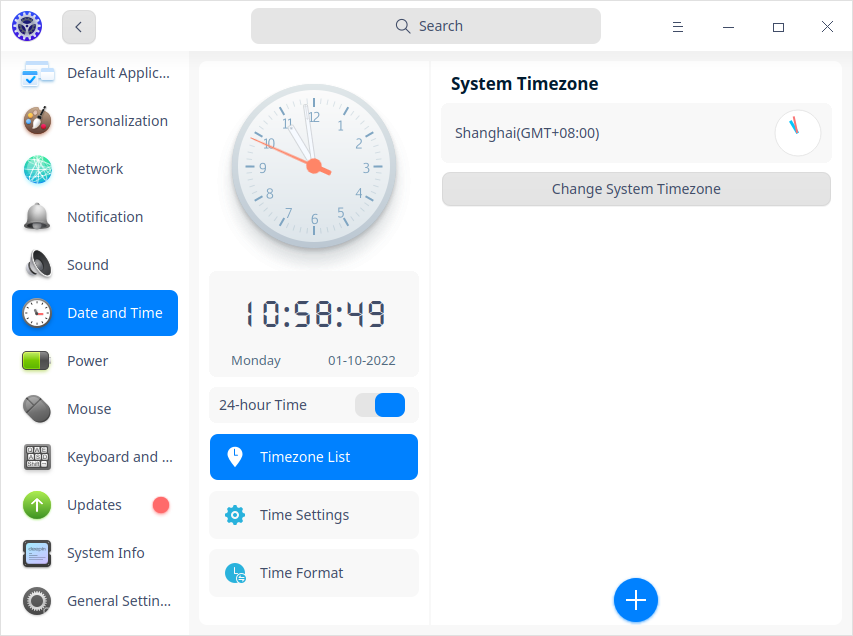 Search
Default Applic...
Personalization
Network
Notification
Sound
Date and Time
Power
Mouse
Keyboard and ...
Updates
System Info
General Settin...
12
1
2
3
4
5
6
7
8
9
10
11
10:58:49
Monday 01-10-2022
24-hour Time
Timezone List
Time Settings
Time Format
System Timezone
Shanghai(GMT+08:00)
Change System Timezone